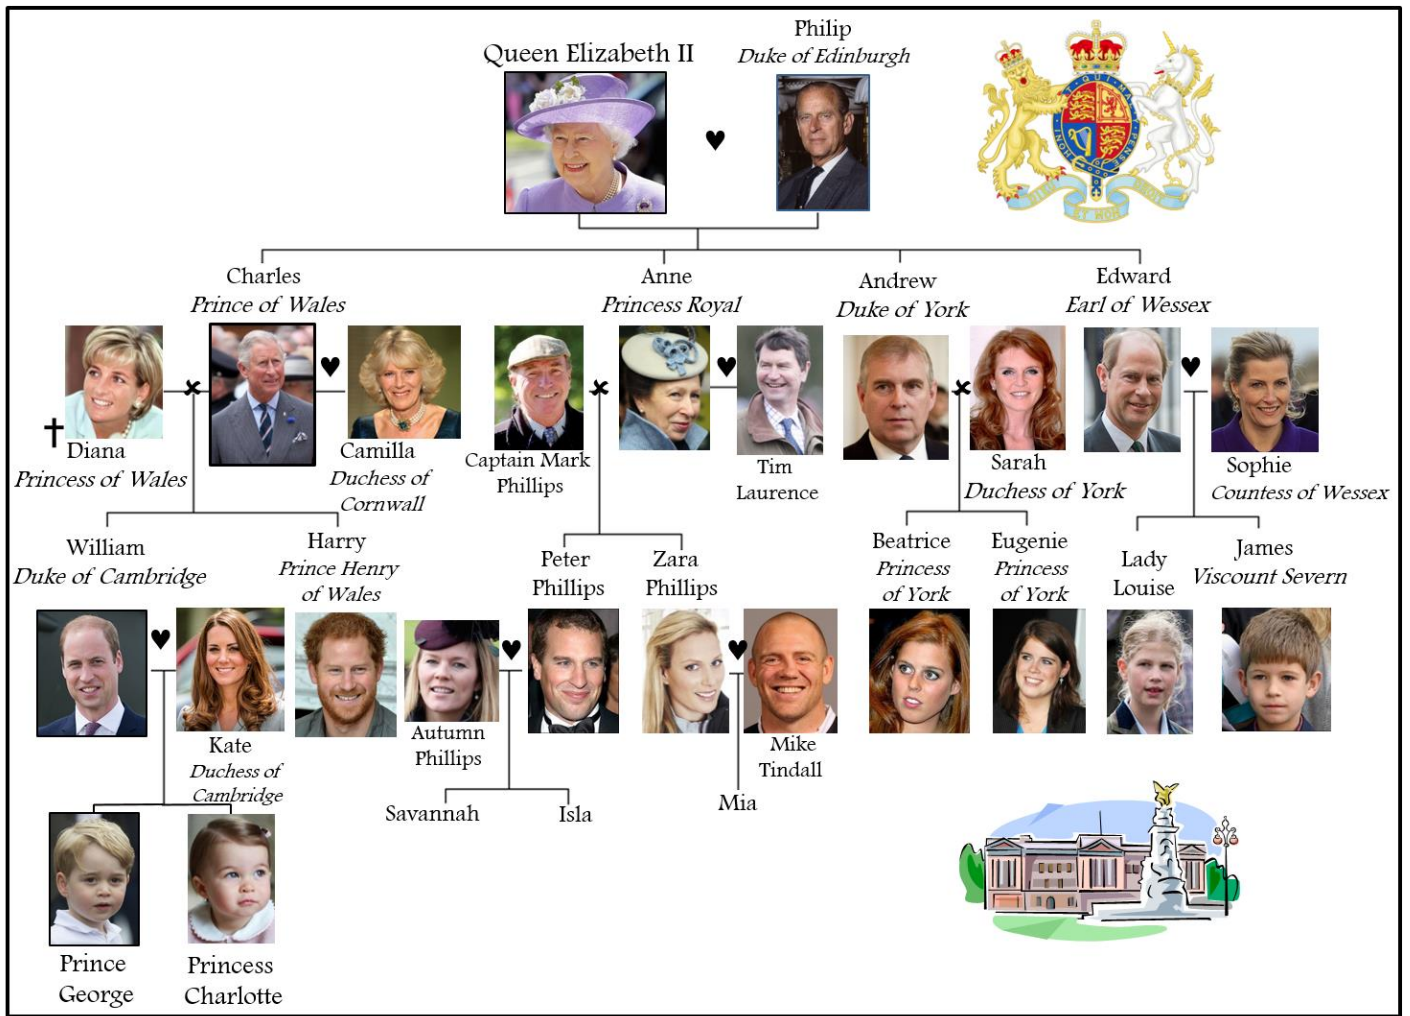 Queen Elizabeth II
Philip
Duke of Edinburgh
Charles
Prince of Wales
Anne
Princess Royal
Andrew
Duke of York
Edward
Earl of Wessex
Diana
Princess of Wales
Camilla
Duchess of
Cornwall
Captain Mark
Phillips
Tim
Laurence
Sarah
Duchess of York
Sophie
Countess of Wessex
William
Duke of Cambridge
Harry
Prince Henry
of Wales
Peter
Phillips
Zara
Phillips
Beatrice
Princess
of York
Eugenie
Princess
of York
Lady
Louise
James
Viscount Severn
Kate
Duchess of
Cambridge
Autumn
Phillips
Mike
Tindall
Savannah
Isla
Mia
Prince
George
Princess
Charlotte